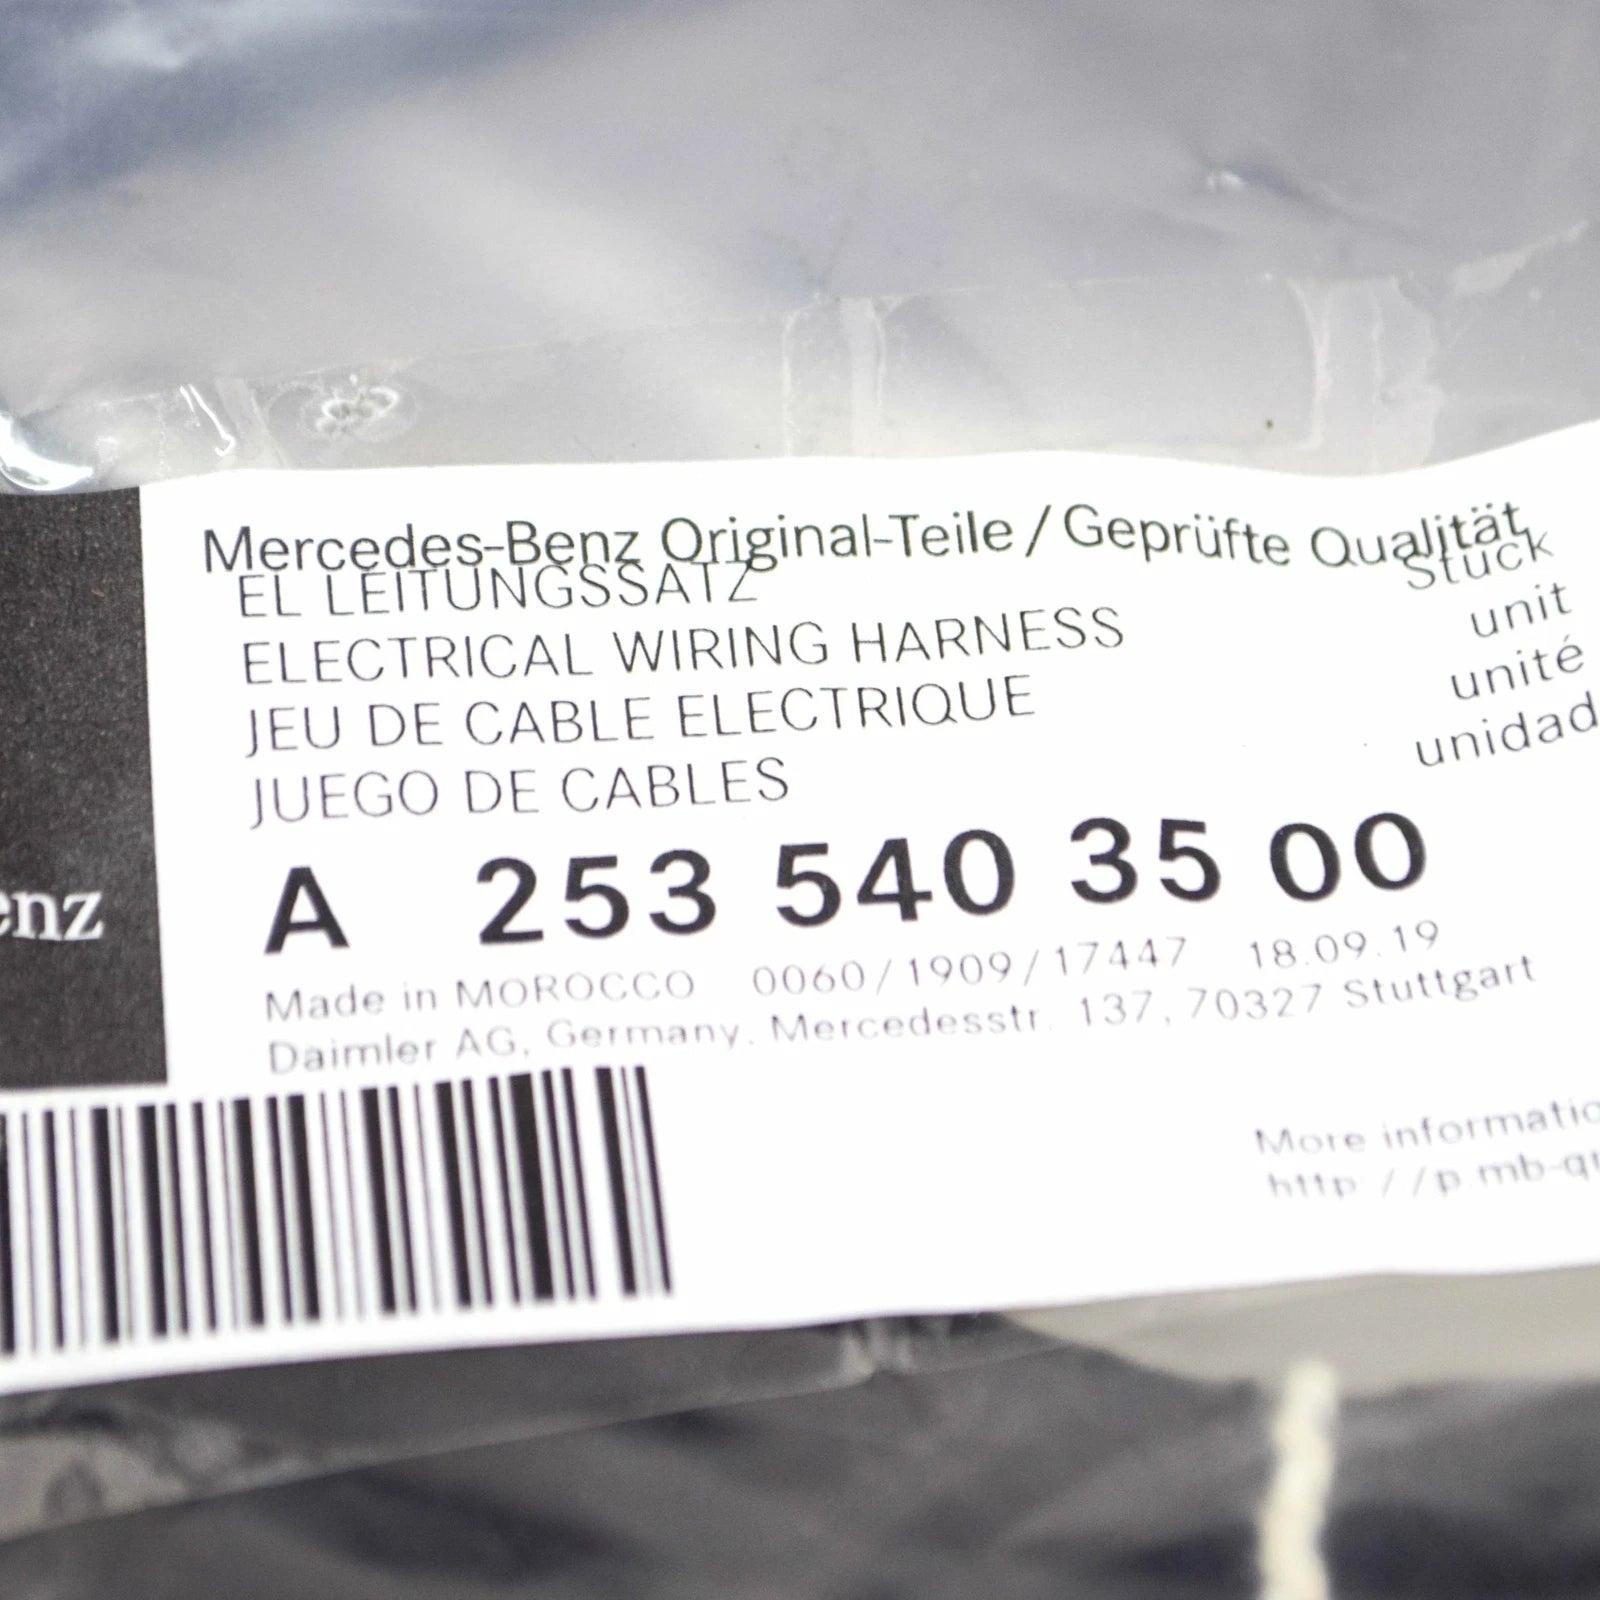 Mercedes-Benz Original-Teile / Geprüfte Qualität
EL LEITUNGSSATZ Stück
ELECTRICAL WIRING HARNESS unit
JEU DE CABLE ELECTRIQUE unité
JUEGO DE CABLES unidad
A 253 540 35 00
enz
Made in MOROCCO 0060/1909/17447 18.09.19
Daimler AG, Germany. Mercedesstr. 137, 70327 Stuttgart
More informatio
http://p.mb-q